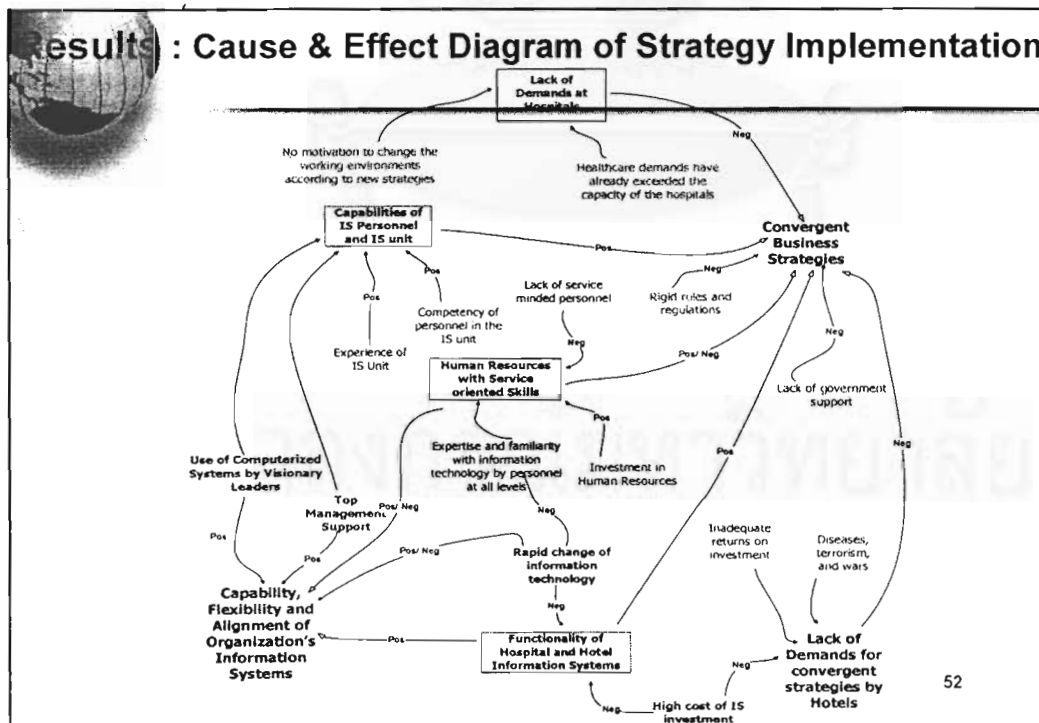 Results : Cause & Effect Diagram of Strategy Implementation
Lack of
Demands at
Hospitals
Neg
No motivation to change the
working environments
according to new strategies
Healthcare demands have
already exceeded the
capacity of the hospitals
Capabilities of
IS Personnel
and IS unit
Convergent
Business
Strategies
Pos
Neg
Pos
Pos
Lack of service
minded personnel
Rigid rules and
regulations
Competency of
personnel in the
IS unit
Neg
Neg
Experience of
IS Unit
Pos/ Neg
Human Resources
with Service
oriented Skills
Lack of government
support
Pos
Neg
Expertise and familiarity
with information
technology by personnel
at all levels
Investment in
Human Resources
Pos
Use of Computerized
Systems by Visionary
Leaders
Top
Management
Support
Pos/ Neg
Neg
Inadequate
returns on
investment
Diseases,
terrorism,
and wars
Pos
Pos
Pos/ Neg
Rapid change of
information
technology
Neg
Capability,
Flexibility and
Alignment of
Organization's
Information
Systems
Pos
Functionality of
Hospital and Hotel
Information Systems
Lack of
Demands for
convergent
strategies by
Hotels
Neg
Neg
High cost of IS
investment
52